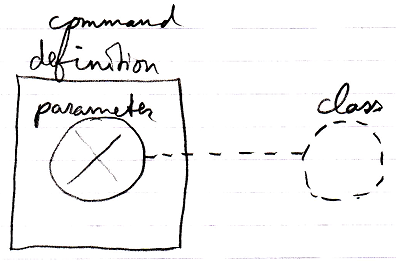 command
definition
parameter
class